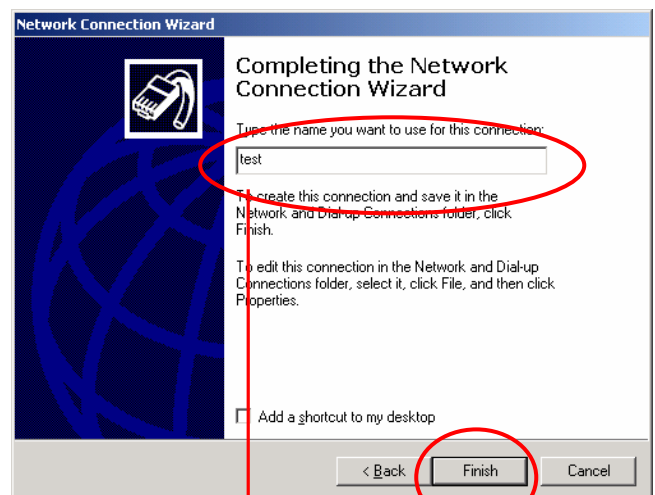 Network Connection Wizard
Completing the Network
Connection Wizard
Type the name you want to use for this connection:
test
To create this connection and save it in the
Network and Dial-up Connections folder, click
Finish.
To edit this connection in the Network and Dial-up
Connections folder, select it, click File, and then click
Properties.
Add a shortcut to my desktop
< Back Finish Cancel